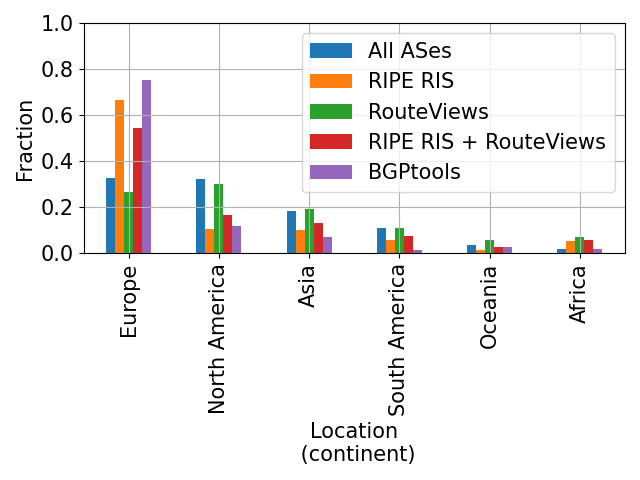 1.0
0.8
0.6
0.4
0.2
0.0
Fraction
All ASes
RIPE RIS
RouteViews
RIPE RIS + RouteViews
BGPtools
Europe
North America
Asia
South America
Oceania
Africa
Location
(continent)